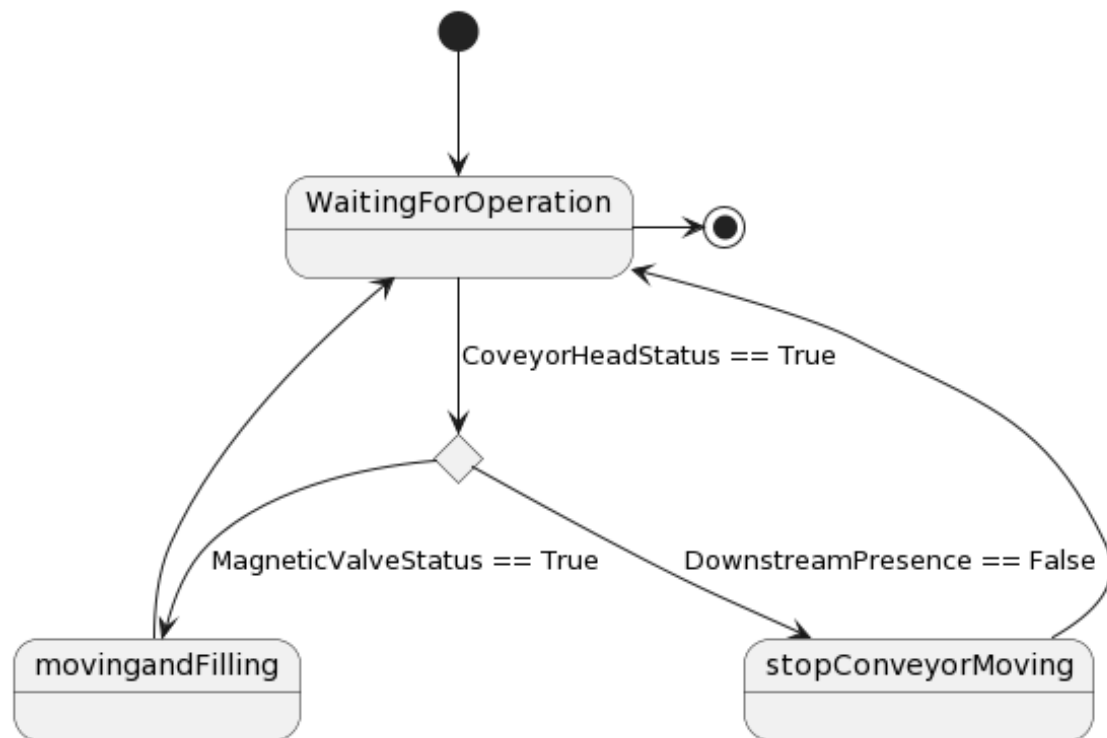 WaitingForOperation
CoveyorHeadStatus == True
MagneticValveStatus == True
DownstreamPresence == False
movingandFilling
stopConveyorMoving